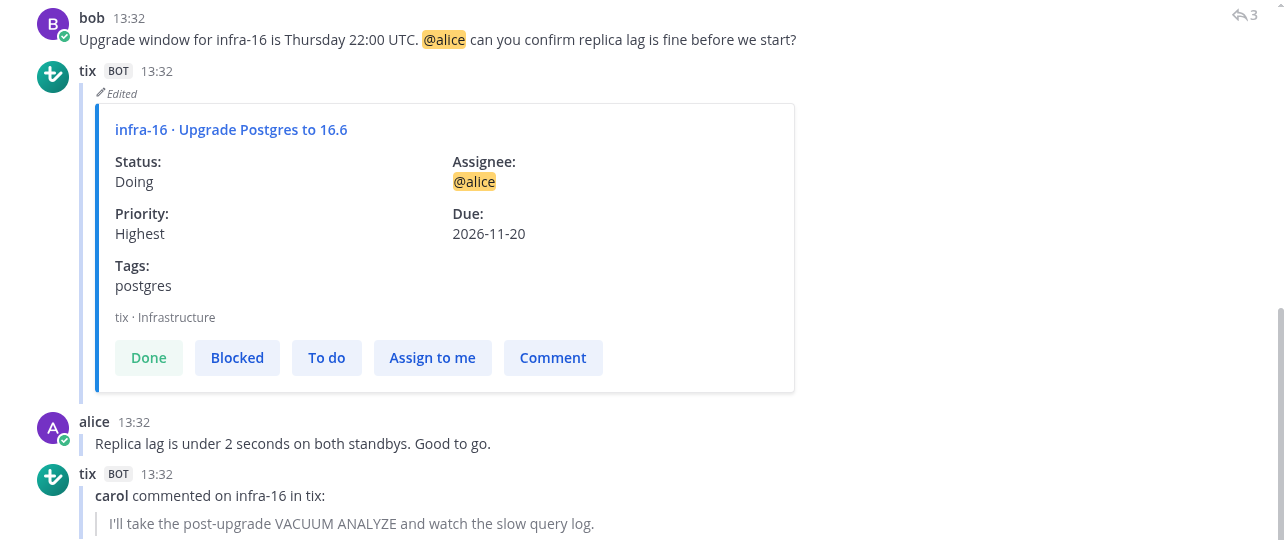 B
bob 13:32
3
Upgrade window for infra-16 is Thursday 22:00 UTC. @alice can you confirm replica lag is fine before we start?
tix BOT 13:32
Edited
infra-16 · Upgrade Postgres to 16.6
Status:
Doing
Assignee:
@alice
Priority:
Highest
Due:
2026-11-20
Tags:
postgres
tix · Infrastructure
Done Blocked To do Assign to me Comment
A
alice 13:32
Replica lag is under 2 seconds on both standbys. Good to go.
tix BOT 13:32
carol commented on infra-16 in tix:
I'll take the post-upgrade VACUUM ANALYZE and watch the slow query log.